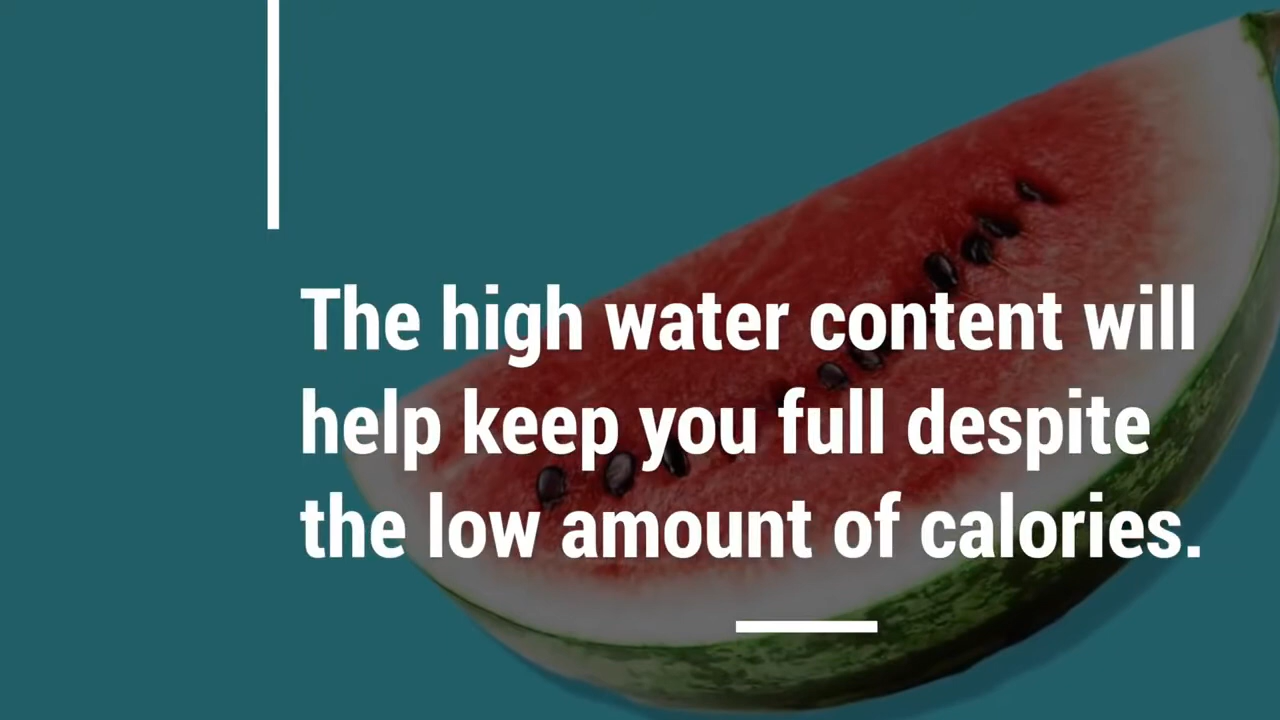 The high water content will
help keep you full despite
the low amount of calories.